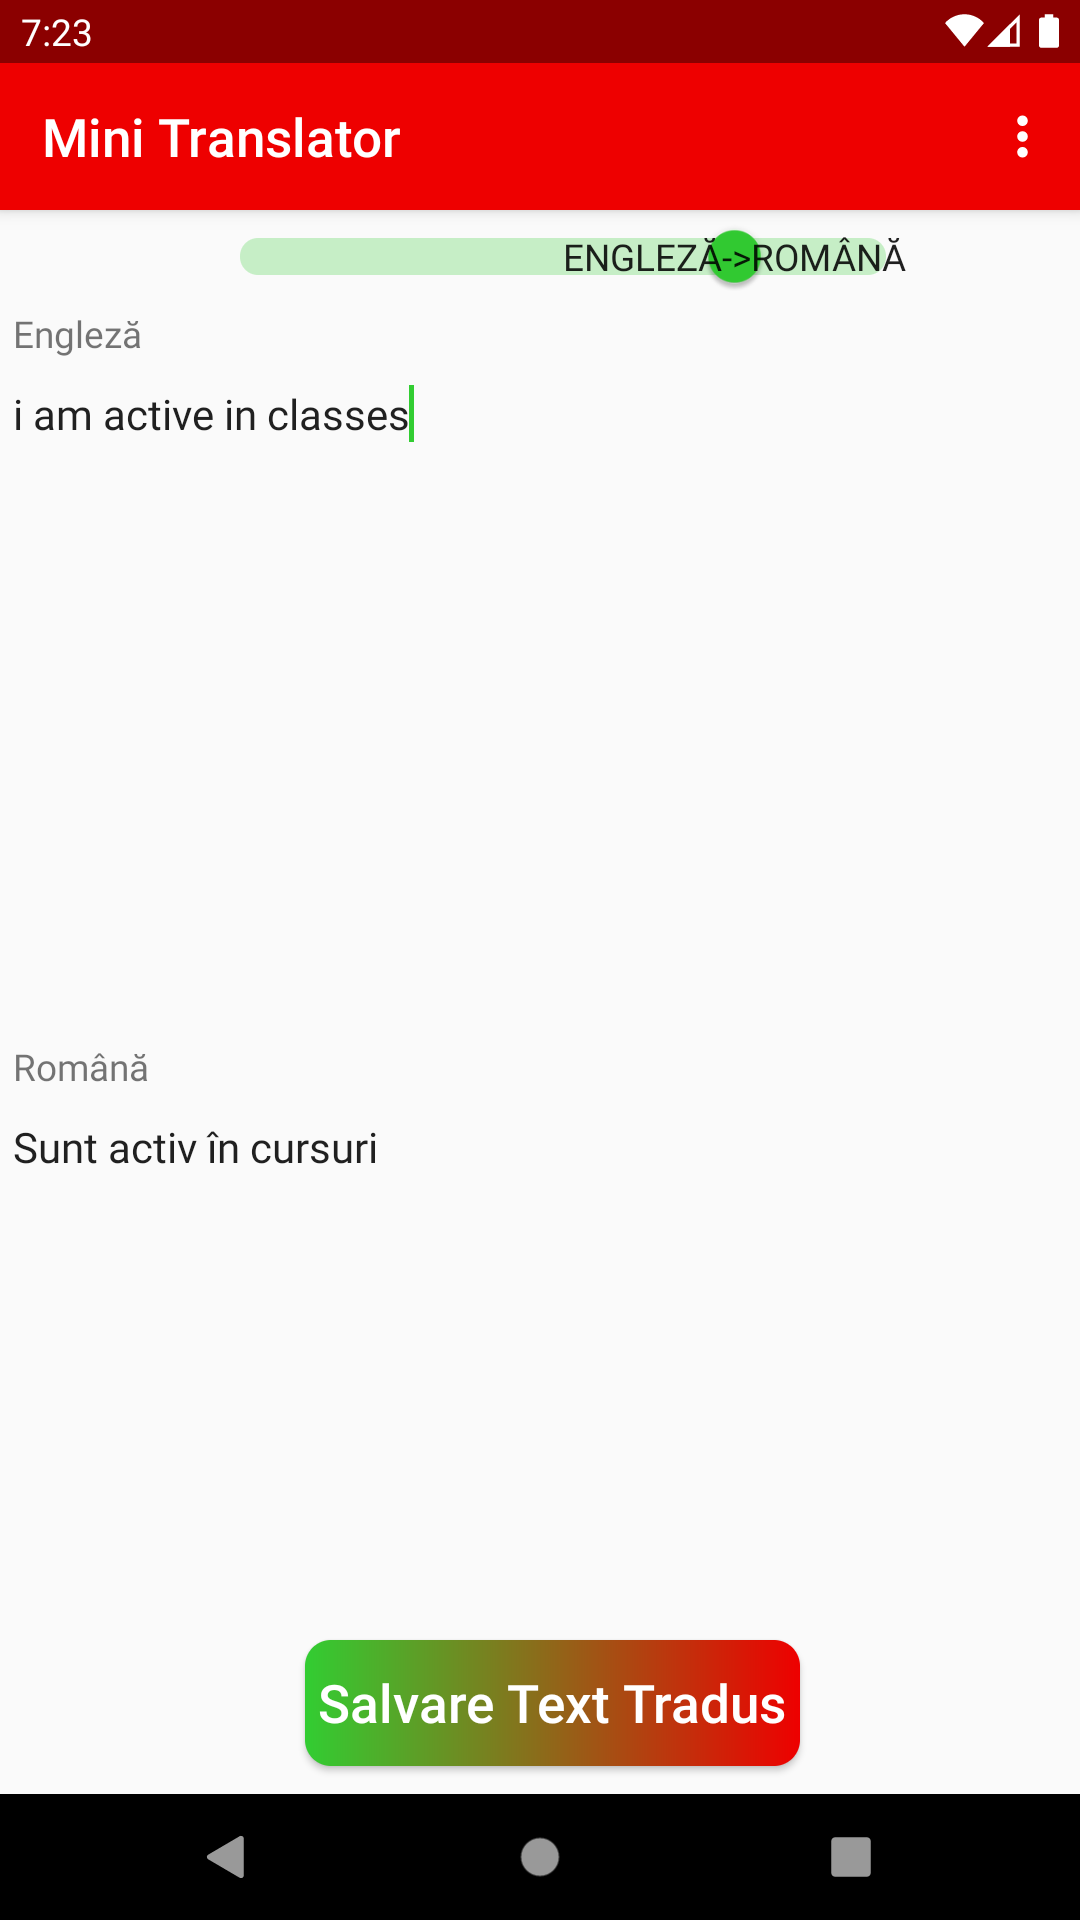 7:23
Mini Translator
ENGLEZĂ->ROMÂNĂ
Engleză
i am active in classes
Română
Sunt activ în cursuri
Salvare Text Tradus